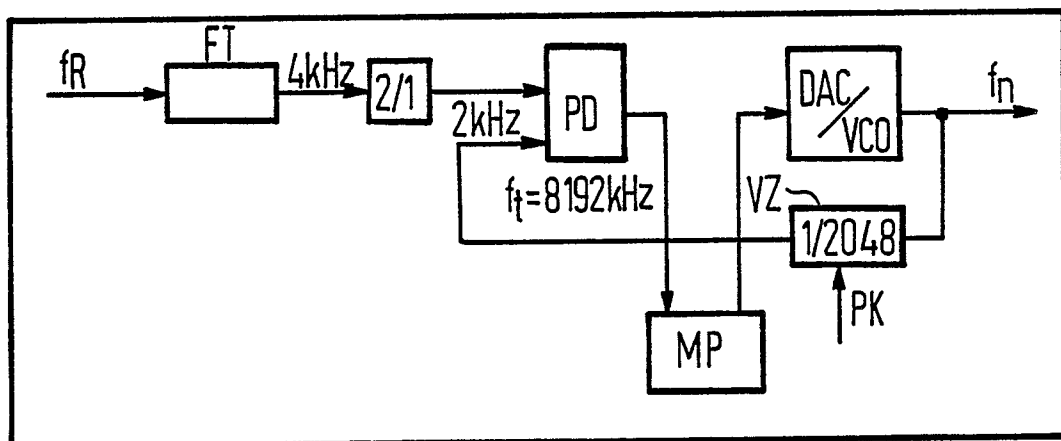 FT
fR
4kHz
2/1
2kHz
PD
ft=8192kHz
DAC/VCO
fn
VZ
1/2048
PK
MP